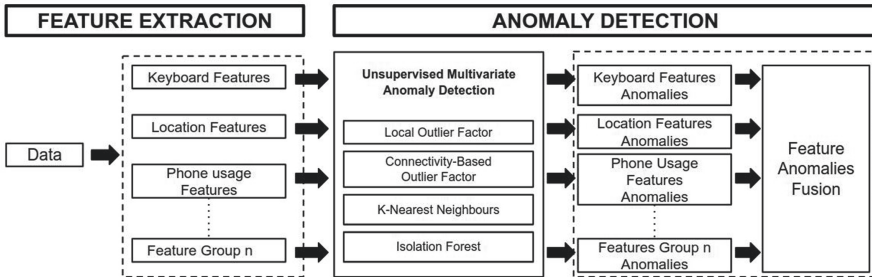 FEATURE EXTRACTION
ANOMALY DETECTION
Data
Keyboard Features
Location Features
Phone usage
Features
Feature Group n
Unsupervised Multivariate
Anomaly Detection
Local Outlier Factor
Connectivity-Based
Outlier Factor
K-Nearest Neighbours
Isolation Forest
Keyboard Features
Anomalies
Location Features
Anomalies
Phone Usage
Features
Anomalies
Features Group n
Anomalies
Feature
Anomalies
Fusion